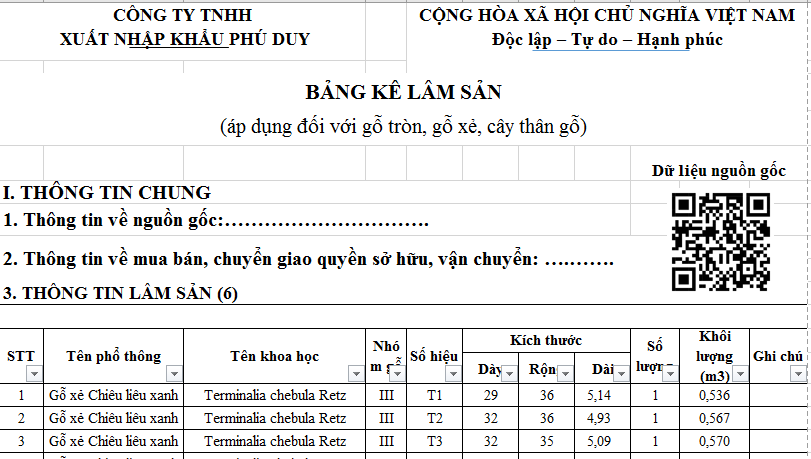 CÔNG TY TNHH
XUẤT NHẬP KHẨU PHÚ DUY
CỘNG HÒA XÃ HỘI CHỦ NGHĨA VIỆT NAM
Độc lập – Tự do – Hạnh phúc
BẢNG KÊ LÂM SẢN
(áp dụng đối với gỗ tròn, gỗ xẻ, cây thân gỗ)
Dữ liệu nguồn gốc
I. THÔNG TIN CHUNG
1. Thông tin về nguồn gốc:………………………….
2. Thông tin về mua bán, chuyển giao quyền sở hữu, vận chuyển: ….…….
3. THÔNG TIN LÂM SẢN (6)
STT Tên phổ thông Tên khoa học Nhóm gỗ Số hiệu Kích thước Số lượng Khối lượng (m3) Ghi chú
Dày Rộng Dài
1 Gỗ xẻ Chiêu liêu xanh Terminalia chebula Retz III T1 29 36 5,14 1 0,536
2 Gỗ xẻ Chiêu liêu xanh Terminalia chebula Retz III T2 32 36 4,93 1 0,567
3 Gỗ xẻ Chiêu liêu xanh Terminalia chebula Retz III T3 32 35 5,09 1 0,570